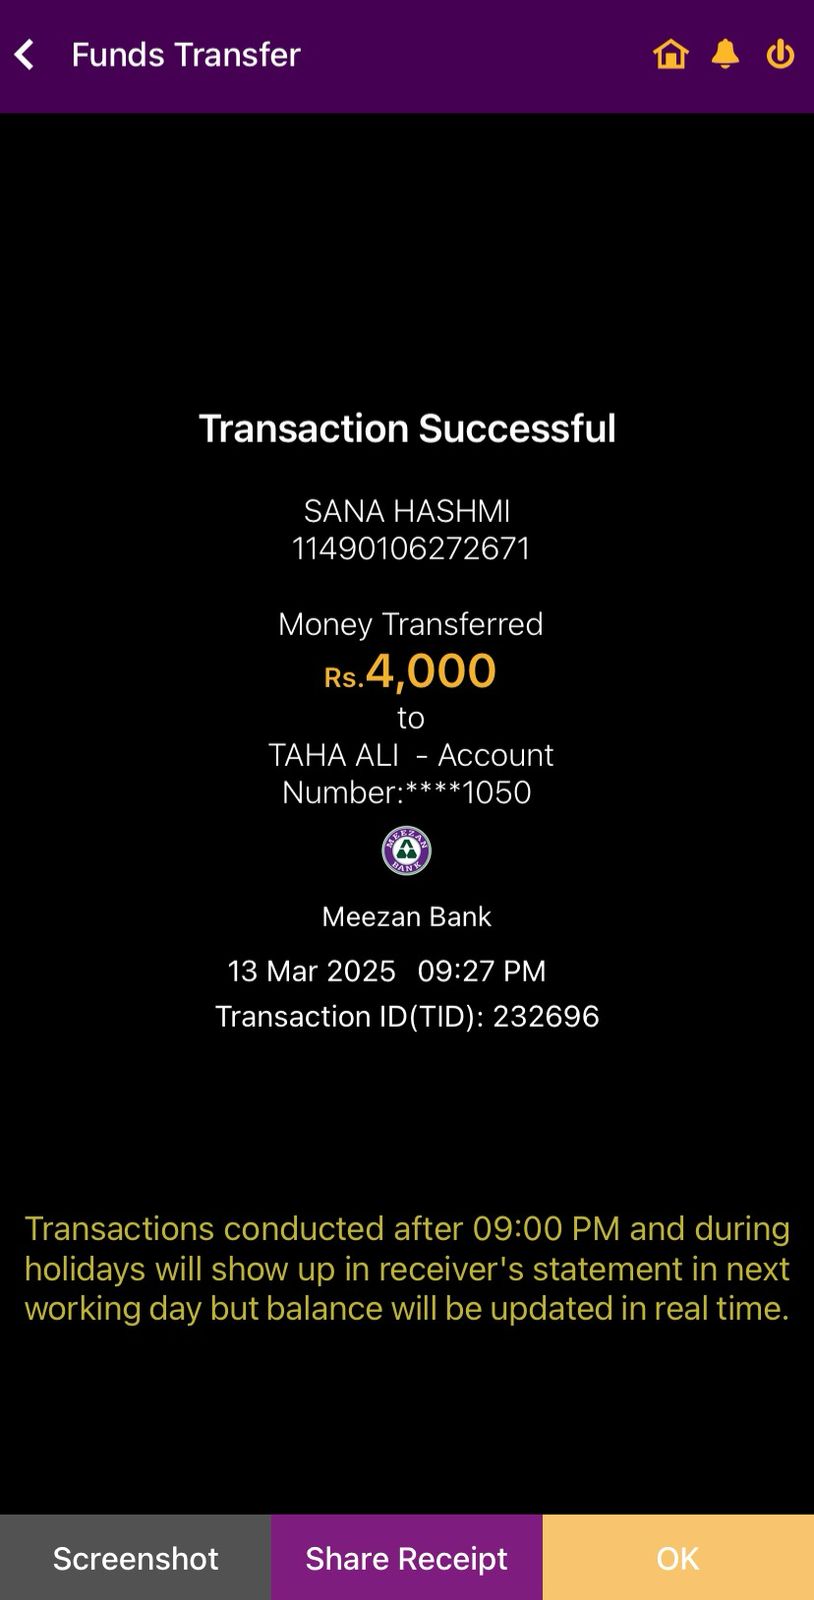 Funds Transfer
Transaction Successful
SANA HASHMI
11490106272671
Money Transferred
Rs.4,000
to
TAHA ALI - Account
Number:****1050
MEEZAN
BANK
Meezan Bank
13 Mar 2025 09:27 PM
Transaction ID(TID): 232696
Transactions conducted after 09:00 PM and during
holidays will show up in receiver's statement in next
working day but balance will be updated in real time.
Screenshot
Share Receipt
OK